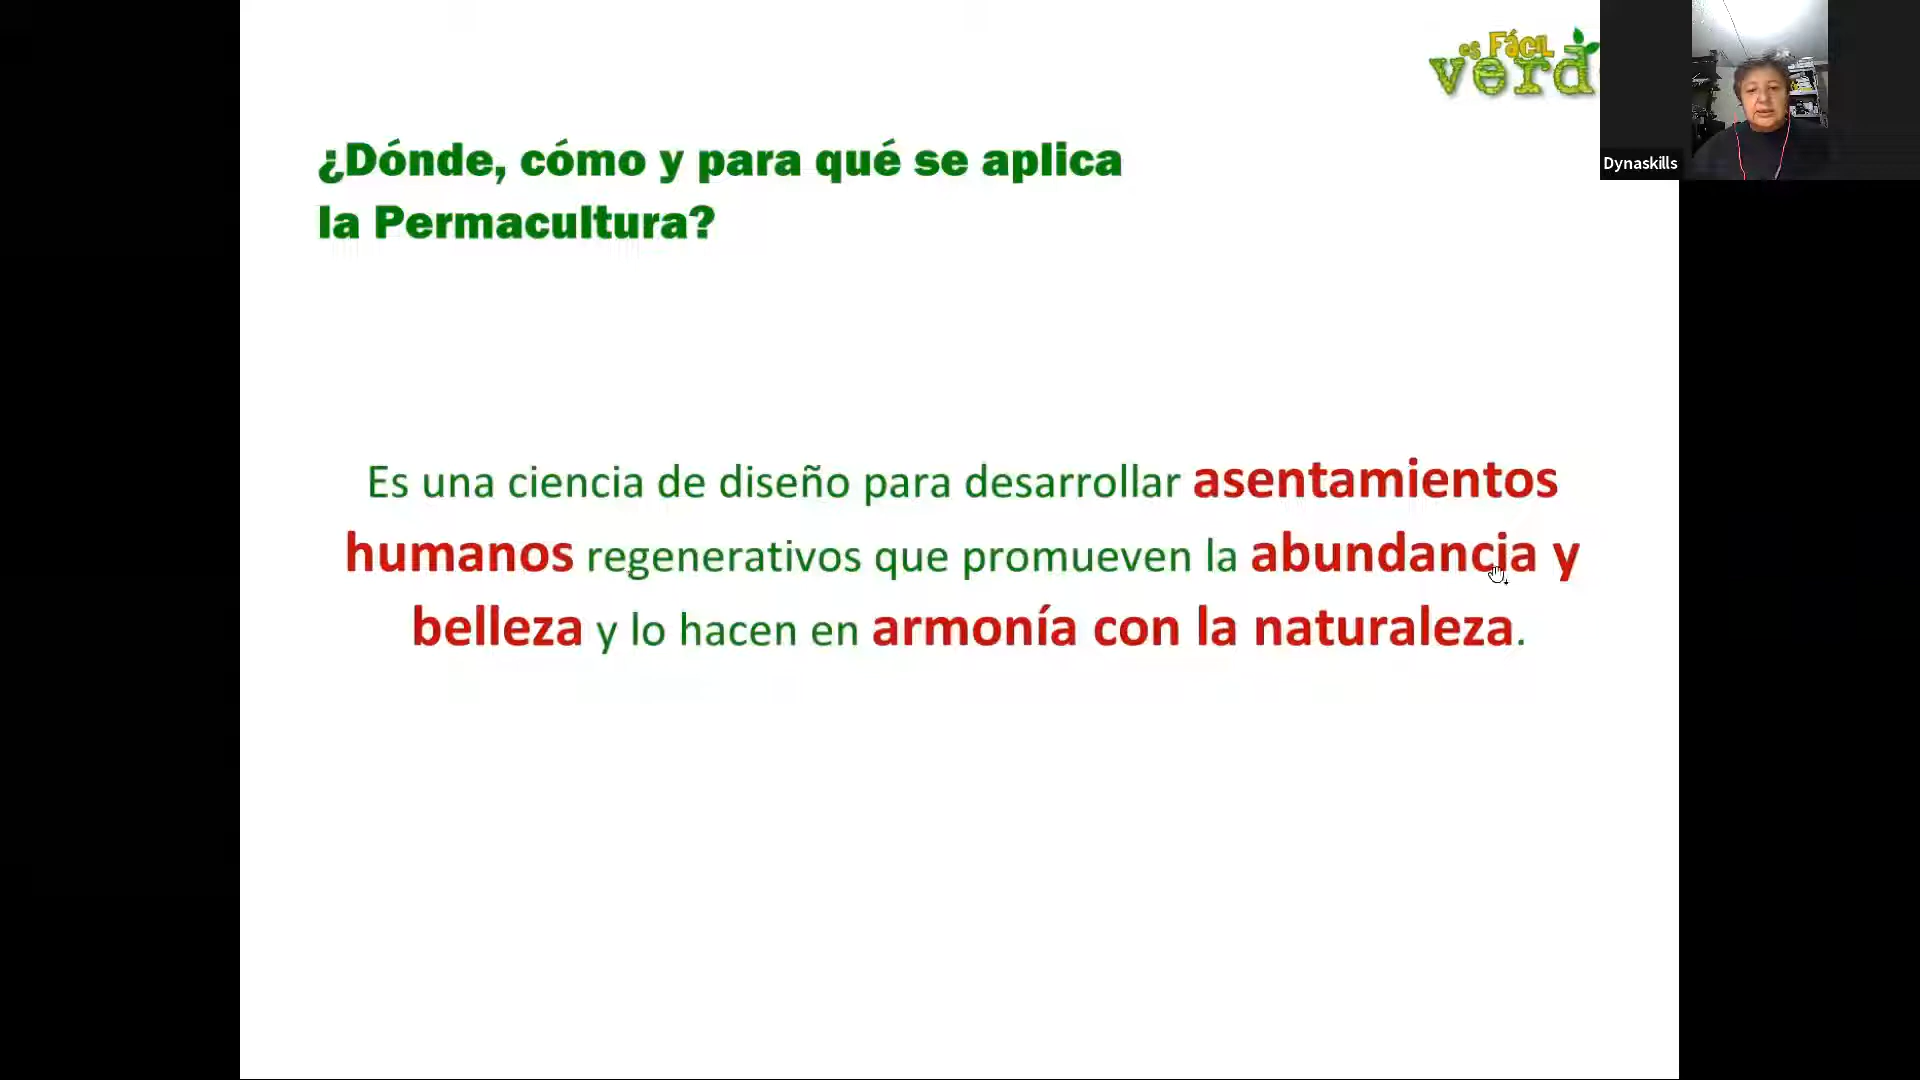 es FáCIL
verd
Dynaskills
¿Dónde, cómo y para qué se aplica
la Permacultura?
Es una ciencia de diseño para desarrollar asentamientos
humanos regenerativos que promueven la abundancia y
belleza y lo hacen en armonía con la naturaleza.